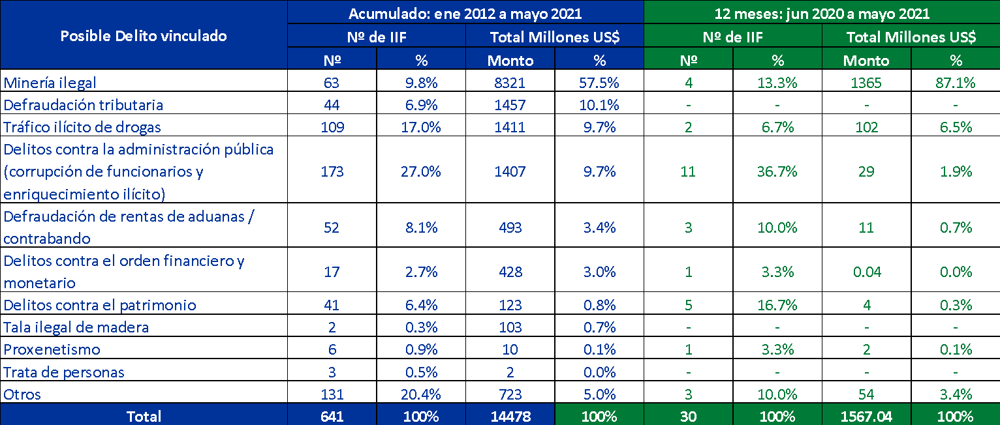 Posible Delito vinculado Acumulado: ene 2012 a mayo 2021 12 meses: jun 2020 a mayo 2021
Nº de IIF Total Millones US$ Nº de IIF Total Millones US$
Nº % Monto % Nº % Monto %
Minería ilegal 63 9.8% 8321 57.5% 4 13.3% 1365 87.1%
Defraudación tributaria 44 6.9% 1457 10.1% - - - -
Tráfico ilícito de drogas 109 17.0% 1411 9.7% 2 6.7% 102 6.5%
Delitos contra la administración pública
(corrupción de funcionarios y 173 27.0% 1407 9.7% 11 36.7% 29 1.9%
enriquecimiento ilícito)
Defraudación de rentas de aduanas /
contrabando 52 8.1% 493 3.4% 3 10.0% 11 0.7%
Delitos contra el orden financiero y
monetario 17 2.7% 428 3.0% 1 3.3% 0.04 0.0%
Delitos contra el patrimonio 41 6.4% 123 0.8% 5 16.7% 4 0.3%
Tala ilegal de madera 2 0.3% 103 0.7% - - - -
Proxenetismo 6 0.9% 10 0.1% 1 3.3% 2 0.1%
Trata de personas 3 0.5% 2 0.0% - - - -
Otros 131 20.4% 723 5.0% 3 10.0% 54 3.4%
Total 641 100% 14478 100% 30 100% 1567.04 100%